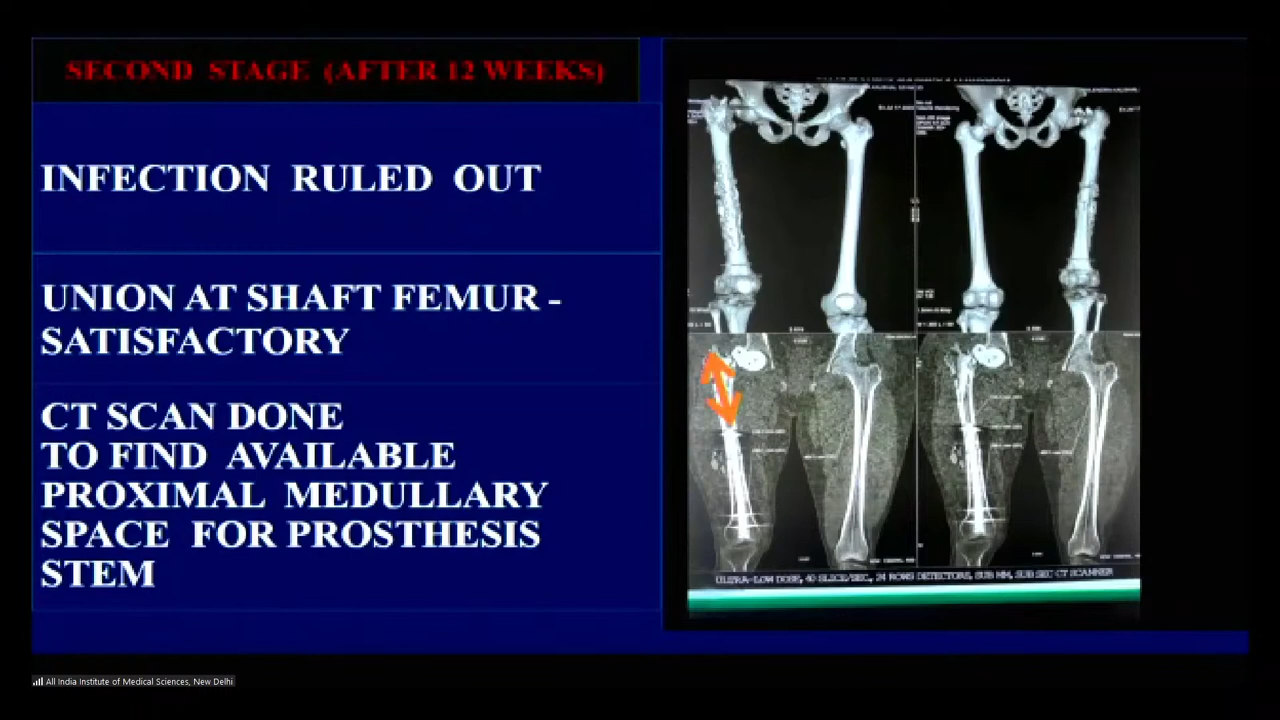 SECOND STAGE (AFTER 12 WEEKS)
INFECTION RULED OUT
UNION AT SHAFT FEMUR -
SATISFACTORY
CT SCAN DONE
TO FIND AVAILABLE
PROXIMAL MEDULLARY
SPACE FOR PROSTHESIS
STEM
ULTRA-LOW DOSE, 40 SLICE/SEC, 24 ROWS DETECTORS, SUB MM, SUB SEC CT SCANNER
All India Institute of Medical Sciences, New Delhi